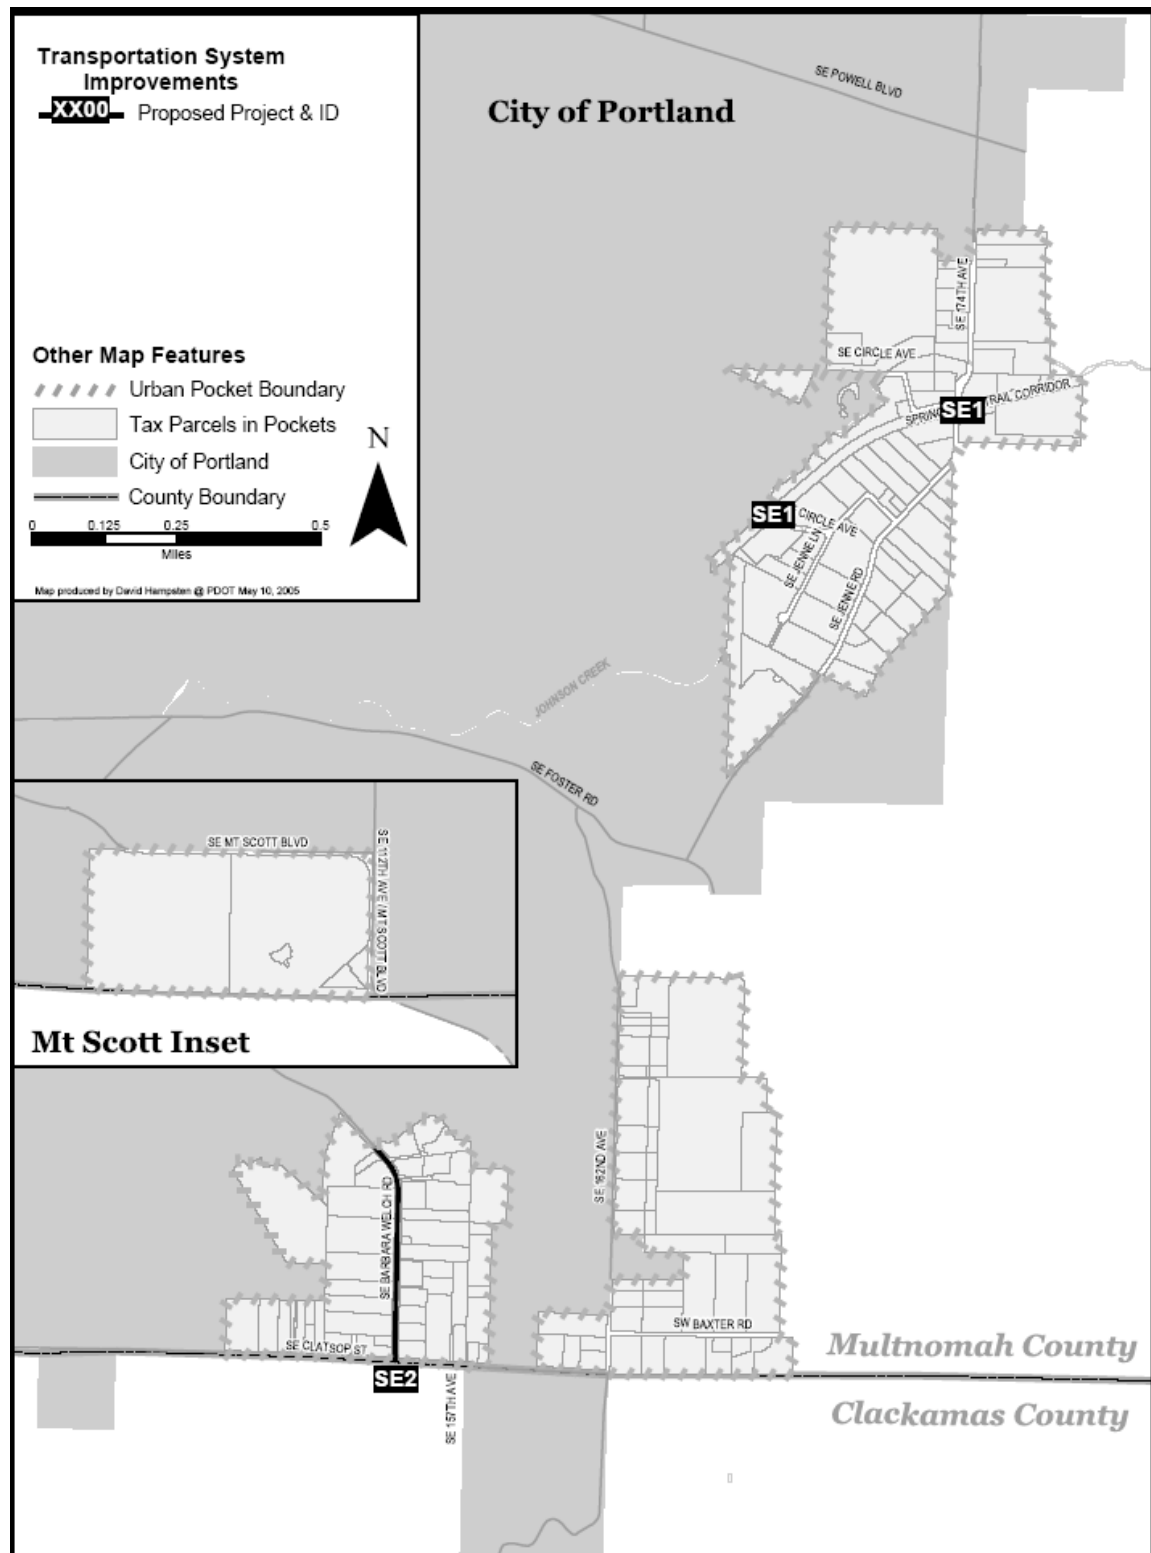 Transportation System
Improvements
XX00 Proposed Project & ID
Other Map Features
Urban Pocket Boundary
Tax Parcels in Pockets
City of Portland
County Boundary
N
0 0.125 0.25 0.5
Miles
Map produced by David Hampsten @ PDOT May 10, 2005
City of Portland
SE POWELL BLVD
SE 174TH AVE
SE CIRCLE AVE
SPRING
SE1
TRAIL CORRIDOR
SE1
CIRCLE AVE
SE JENNE LN
SE JENNE RD
JOHNSON CREEK
SE FOSTER RD
SE MT SCOTT BLVD
SE 112TH AVE / MT SCOTT BLVD
Mt Scott Inset
SE 162ND AVE
SE BARBARA WELCH RD
SE CLATSOP ST
SW BAXTER RD
Multnomah County
SE2
SE 157TH AVE
Clackamas County